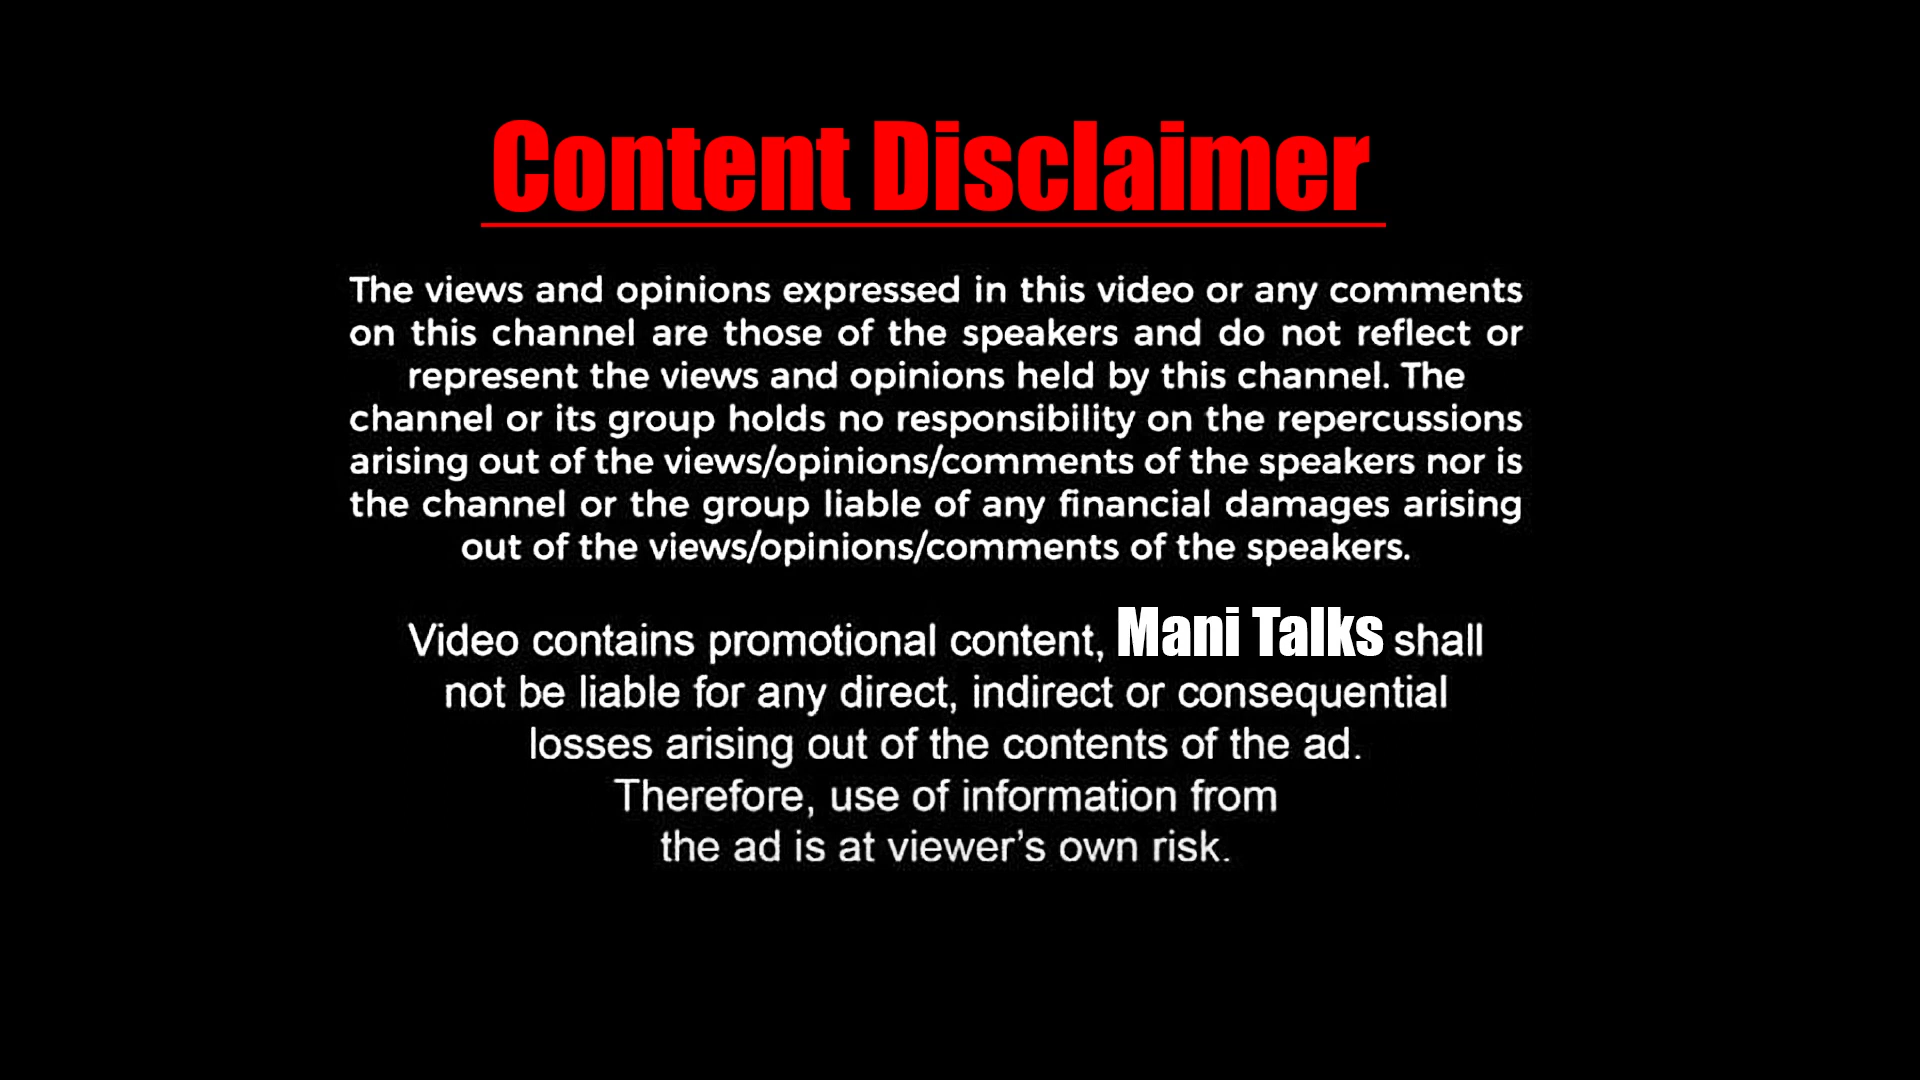 Content Disclaimer
The views and opinions expressed in this video or any comments
on this channel are those of the speakers and do not reflect or
represent the views and opinions held by this channel. The
channel or its group holds no responsibility on the repercussions
arising out of the views/opinions/comments of the speakers nor is
the channel or the group liable of any financial damages arising
out of the views/opinions/comments of the speakers.
Video contains promotional content, Mani Talks shall
not be liable for any direct, indirect or consequential
losses arising out of the contents of the ad.
Therefore, use of information from
the ad is at viewer’s own risk.